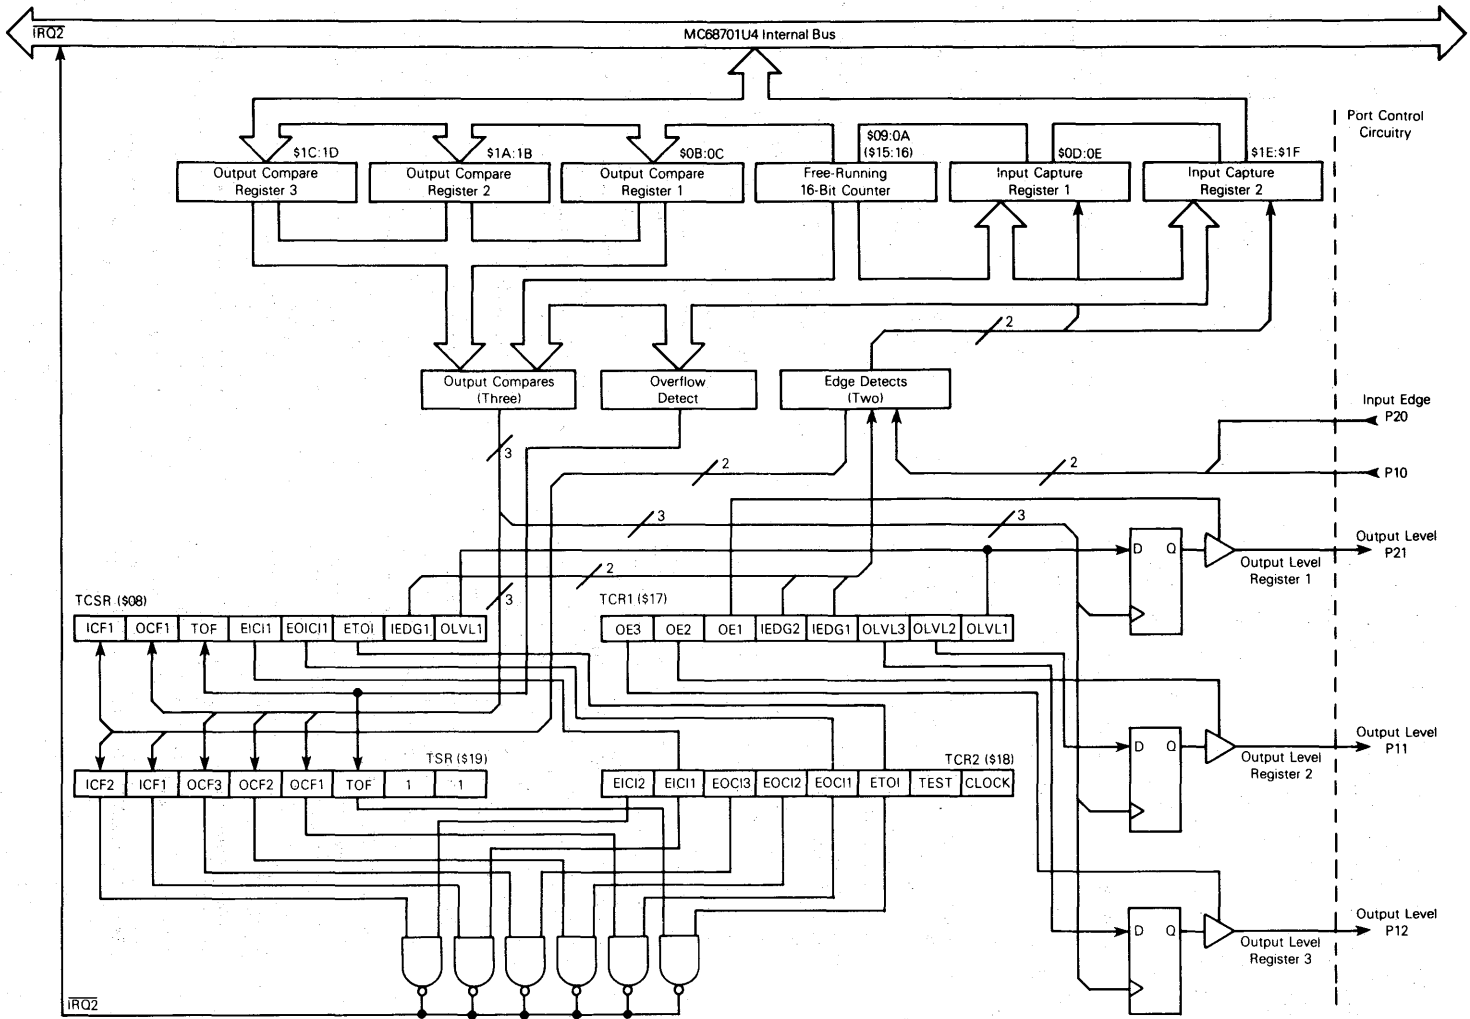 IRQ2
MC68701U4 Internal Bus
Port Control
Circuitry
$1C:1D
$1A:1B
$0B:0C
$09:0A
($15:16)
$0D:0E
$1E:$1F
Output Compare
Register 3
Output Compare
Register 2
Output Compare
Register 1
Free-Running
16-Bit Counter
Input Capture
Register 1
Input Capture
Register 2
2
Output Compares
(Three)
Overflow
Detect
Edge Detects
(Two)
Input Edge
P20
3
2
2
P10
3
3
Output Level
P21
D Q
Output Level
Register 1
2
3
TCSR ($08)
ICF1 OCF1 TOF EICI1 EOICI1 ETOI IEDG1 OLVL1
TCR1 ($17)
OE3 OE2 OE1 IEDG2 IEDG1 OLVL3 OLVL2 OLVL1
Output Level
P11
D Q
Output Level
Register 2
TSR ($19)
ICF2 ICF1 OCF3 OCF2 OCF1 TOF 1 1
TCR2 ($18)
EICI2 EICI1 EOCI3 EOCI2 EOCI1 ETOI TEST CLOCK
Output Level
P12
D Q
Output Level
Register 3
IRQ2